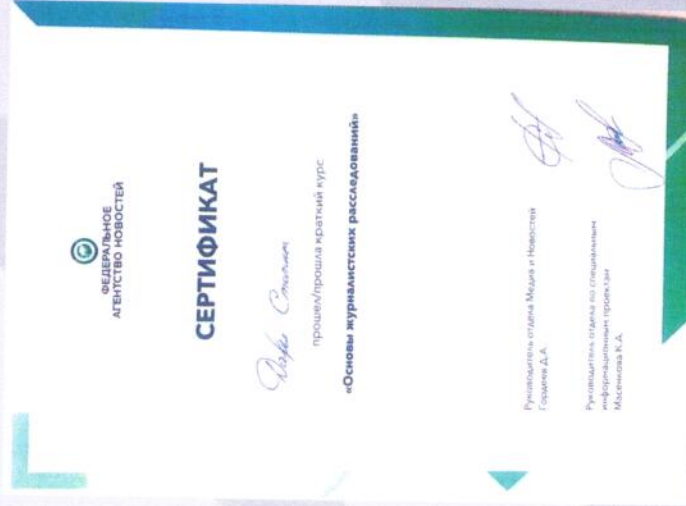 ФЕДЕРАЛЬНОЕ
АГЕНТСТВО НОВОСТЕЙ
СЕРТИФИКАТ
прошел/прошла краткий курс
«Основы журналистских расследований»
Руководитель отдела Медиа и Новостей
Гордеев Д.А.
Руководитель отдела по специальным
информационным проектам
Масенкова К.А.